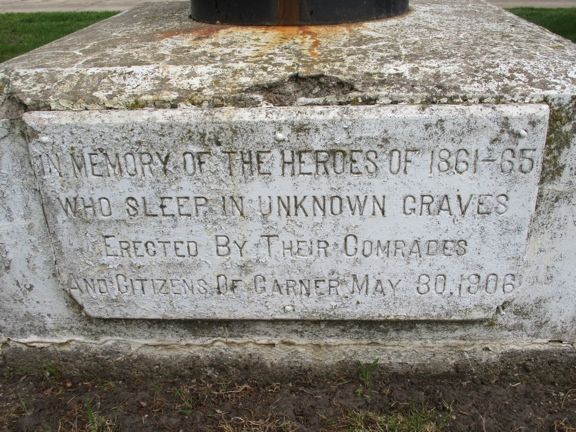 IN MEMORY OF THE HEROES OF 1861-65
WHO SLEEP IN UNKNOWN GRAVES
ERECTED BY THEIR COMRADES
AND CITIZENS OF GARNER MAY 30, 1906